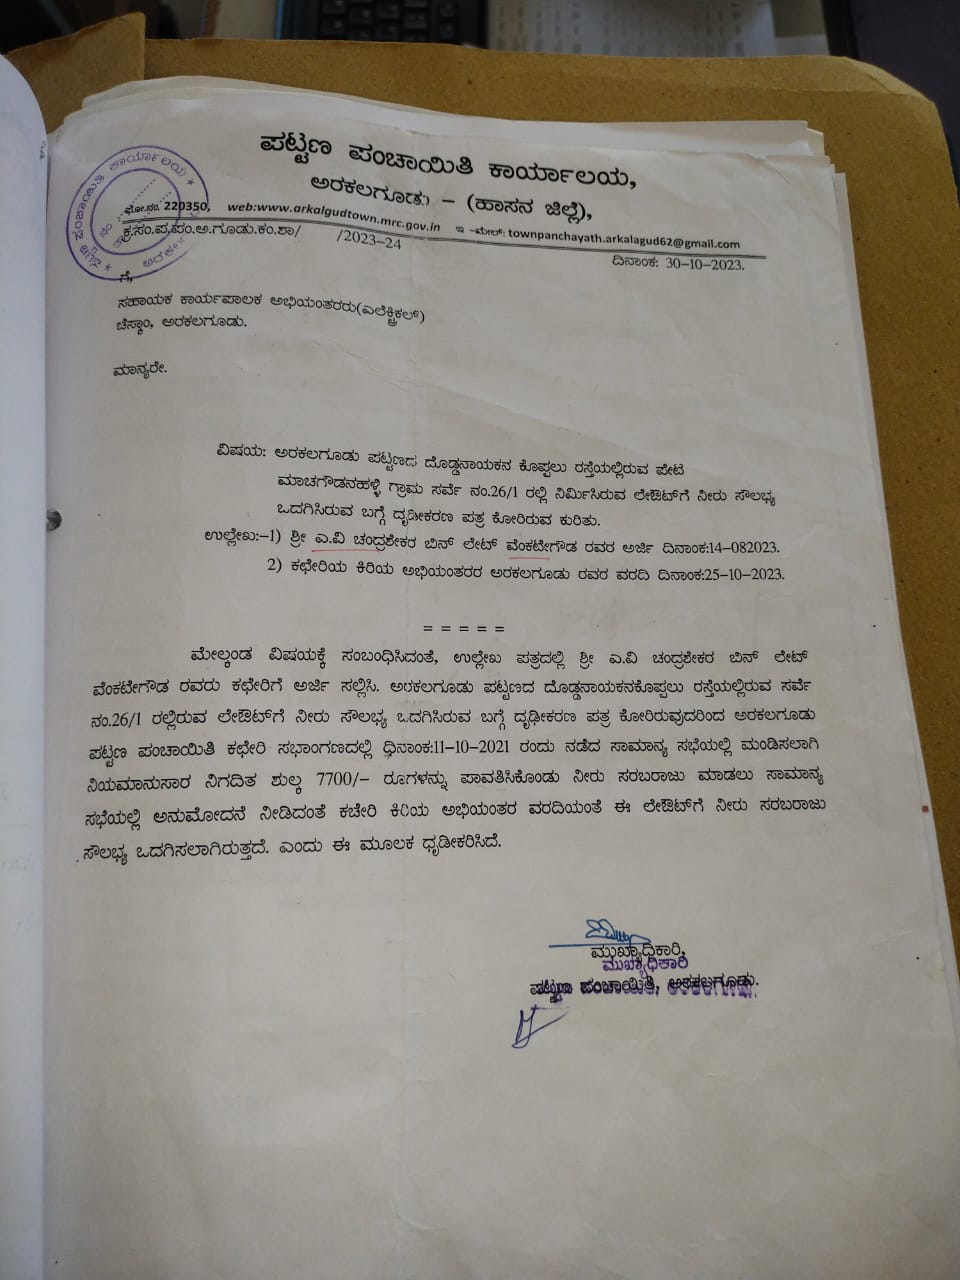 ಪಟ್ಟಣ ಪಂಚಾಯಿತಿ ಕಾರ್ಯಾಲಯ,
ಅರಕಲಗೂಡು – (ಹಾಸನ ಜಿಲ್ಲೆ),
ಫೋ.ನಂ. 220350, web:www.arkalgudtown.mrc.gov.in ಇ –ಮೇಲ್: townpanchayath.arkalagud62@gmail.com
ಕ್ರ.ಸಂ.ಪ.ಪಂ.ಅ.ಗೂಡು.ಕಂ.ಶಾ/ /2023–24
ದಿನಾಂಕ: 30-10-2023.
ಗೆ,
ಸಹಾಯಕ ಕಾರ್ಯಪಾಲಕ ಅಭಿಯಂತರರು(ಎಲೆಕ್ಟ್ರಿಕಲ್)
ಚೆಸ್ಕಾಂ, ಅರಕಲಗೂಡು.
ಮಾನ್ಯರೇ.
ವಿಷಯ: ಅರಕಲಗೂಡು ಪಟ್ಟಣದ ದೊಡ್ಡನಾಯಕನ ಕೊಪ್ಪಲು ರಸ್ತೆಯಲ್ಲಿರುವ ಪೇಟೆ
ಮಾಚಗೌಡನಹಳ್ಳಿ ಗ್ರಾಮ ಸರ್ವೆ ನಂ.26/1 ರಲ್ಲಿ ನಿರ್ಮಿಸಿರುವ ಲೇಔಟ್‌ಗೆ ನೀರು ಸೌಲಭ್ಯ
ಒದಗಿಸಿರುವ ಬಗ್ಗೆ ದೃಢೀಕರಣ ಪತ್ರ ಕೋರಿರುವ ಕುರಿತು.
ಉಲ್ಲೇಖ:–1) ಶ್ರೀ ಎ.ವಿ ಚಂದ್ರಶೇಕರ ಬಿನ್ ಲೇಟ್ ವೆಂಕಟೇಗೌಡ ರವರ ಅರ್ಜಿ ದಿನಾಂಕ:14–082023.
2) ಕಛೇರಿಯ ಕಿರಿಯ ಅಭಿಯಂತರರ ಅರಕಲಗೂಡು ರವರ ವರದಿ ದಿನಾಂಕ:25–10–2023.
= = = = =
ಮೇಲ್ಕಂಡ ವಿಷಯಕ್ಕೆ ಸಂಬಂಧಿಸಿದಂತೆ, ಉಲ್ಲೇಖ ಪತ್ರದಲ್ಲಿ ಶ್ರೀ ಎ.ವಿ ಚಂದ್ರಶೇಕರ ಬಿನ್ ಲೇಟ್
ವೆಂಕಟೇಗೌಡ ರವರು ಕಛೇರಿಗೆ ಅರ್ಜಿ ಸಲ್ಲಿಸಿ. ಅರಕಲಗೂಡು ಪಟ್ಟಣದ ದೊಡ್ಡನಾಯಕನಕೊಪ್ಪಲು ರಸ್ತೆಯಲ್ಲಿರುವ ಸರ್ವೆ
ನಂ.26/1 ರಲ್ಲಿರುವ ಲೇಔಟ್‌ಗೆ ನೀರು ಸೌಲಭ್ಯ ಒದಗಿಸಿರುವ ಬಗ್ಗೆ ದೃಢೀಕರಣ ಪತ್ರ ಕೋರಿರುವುದರಿಂದ ಅರಕಲಗೂಡು
ಪಟ್ಟಣ ಪಂಚಾಯಿತಿ ಕಛೇರಿ ಸಭಾಂಗಣದಲ್ಲಿ ಧಿನಾಂಕ:11–10–2021 ರಂದು ನಡೆದ ಸಾಮಾನ್ಯ ಸಭೆಯಲ್ಲಿ ಮಂಡಿಸಲಾಗಿ
ನಿಯಮಾನುಸಾರ ನಿಗದಿತ ಶುಲ್ಕ 7700/– ರೂಗಳನ್ನು ಪಾವತಿಸಿಕೊಂಡು ನೀರು ಸರಬರಾಜು ಮಾಡಲು ಸಾಮಾನ್ಯ
ಸಭೆಯಲ್ಲಿ ಅನುಮೋದನೆ ನೀಡಿದಂತೆ ಕಚೇರಿ ಕಿರಿಯ ಅಭಿಯಂತರ ವರದಿಯಂತೆ ಈ ಲೇಔಟ್‌ಗೆ ನೀರು ಸರಬರಾಜು
ಸೌಲಭ್ಯ ಒದಗಿಸಲಾಗಿರುತ್ತದೆ. ಎಂದು ಈ ಮೂಲಕ ಧೃಡೀಕರಿಸಿದೆ.
ಮುಖ್ಯಾಧಿಕಾರಿ,
ಮುಖ್ಯಾಧಿಕಾರಿ
ಪಟ್ಟಣ ಪಂಚಾಯಿತಿ, ಅರಕಲಗೂಡು.